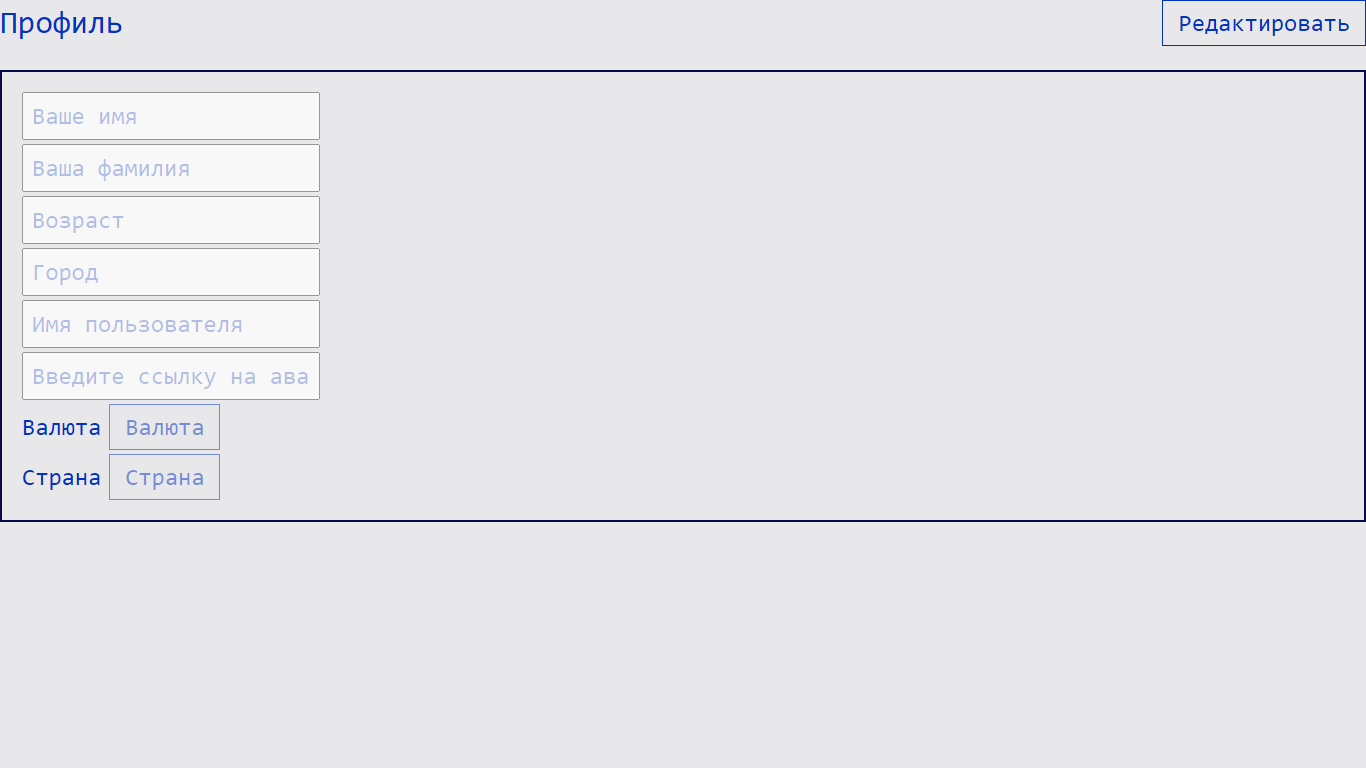 Профиль
Редактировать
Ваше имя
Ваша фамилия
Возраст
Город
Имя пользователя
Введите ссылку на ава
Валюта Валюта
Страна Страна